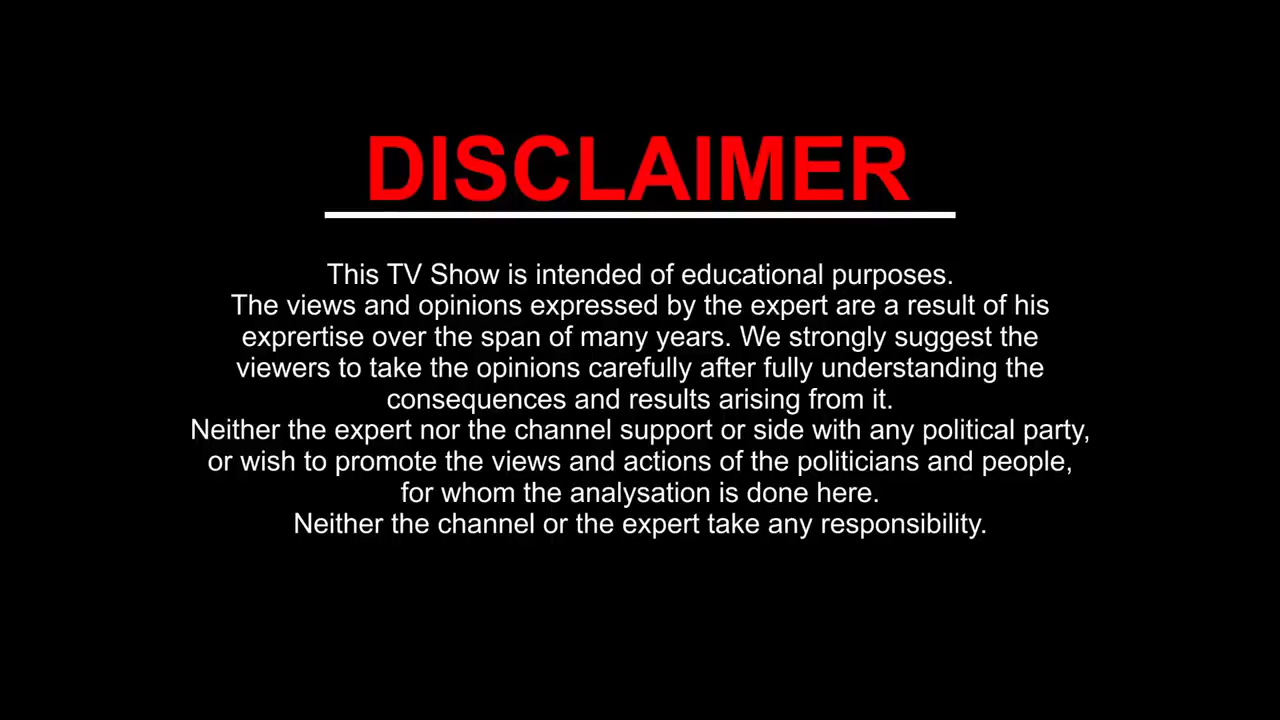 DISCLAIMER
This TV Show is intended of educational purposes.
The views and opinions expressed by the expert are a result of his
exprertise over the span of many years. We strongly suggest the
viewers to take the opinions carefully after fully understanding the
consequences and results arising from it.
Neither the expert nor the channel support or side with any political party,
or wish to promote the views and actions of the politicians and people,
for whom the analysation is done here.
Neither the channel or the expert take any responsibility.